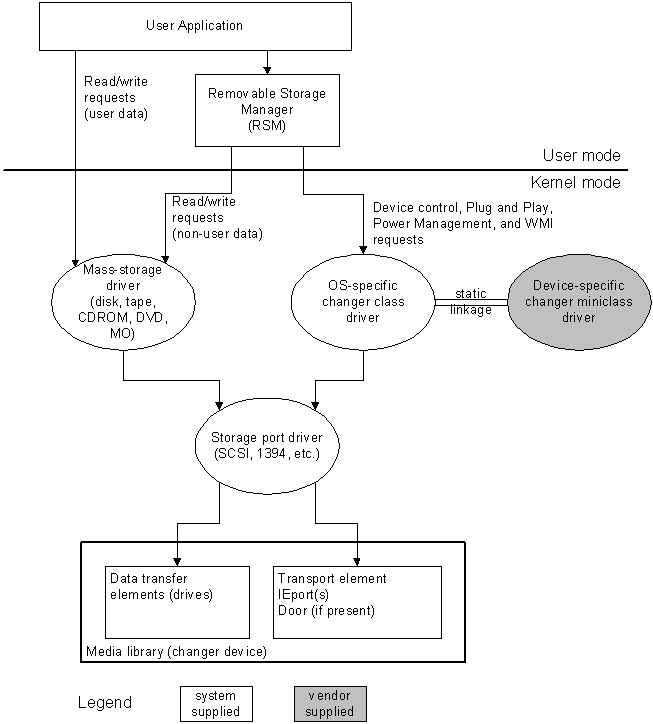 User Application
Read/write
requests
(user data)
Removable Storage
Manager
(RSM)
User mode
Kernel mode
Read/write
requests
(non-user data)
Device control, Plug and Play,
Power Management, and WMI
requests
Mass-storage
driver
(disk, tape,
CDROM, DVD,
MO)
OS-specific
changer class
driver
static
linkage
Device-specific
changer miniclass
driver
Storage port driver
(SCSI, 1394, etc.)
Data transfer
elements (drives)
Transport element
IEport(s)
Door (if present)
Media library (changer device)
Legend
system
supplied
vendor
supplied